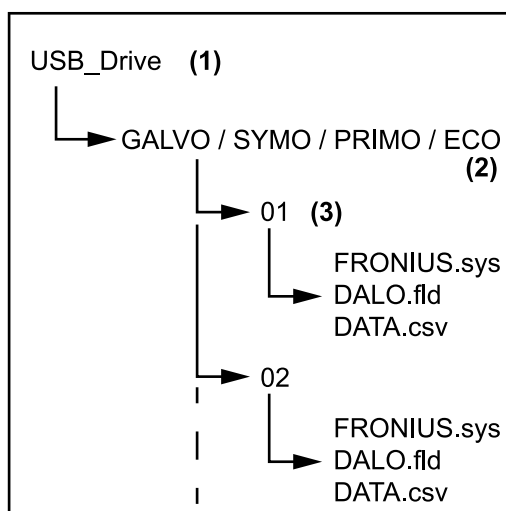 USB_Drive (1)
GALVO / SYMO / PRIMO / ECO
(2)
01 (3)
FRONIUS.sys
DALO.fld
DATA.csv
02
FRONIUS.sys
DALO.fld
DATA.csv